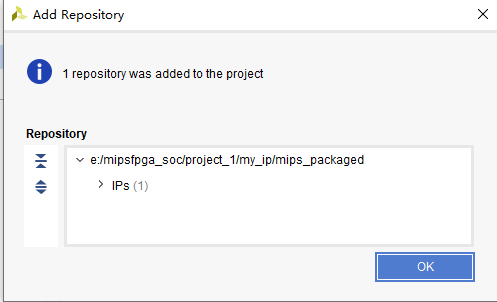 Add Repository
1 repository was added to the project
Repository
e:/mipsfpga_soc/project_1/my_ip/mips_packaged
IPs (1)
OK